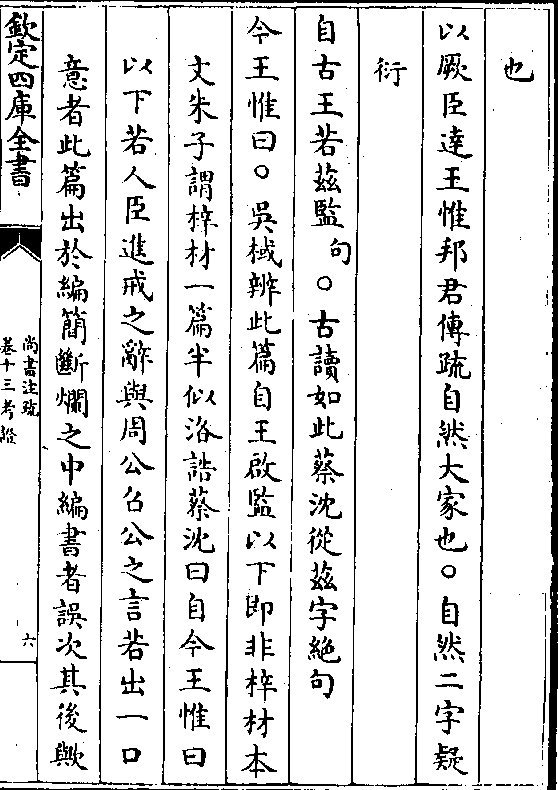 也
以厥臣達王惟邦君傳疏自然大家也○自然二字疑
衍
自古王若茲監句○古讀如此蔡沈從茲字絶句
今王惟曰○吳棫辨此篇自王啟監以下即非梓材本
文朱子謂梓材一篇半似洛誥蔡沈曰自今王惟曰
以下若人臣進戒之辭與周公召公之言若出一口
意者此篇出於編簡斷爛之中編書者誤次其後歟
欽定四庫全書
尚書注疏
卷十三考證
六